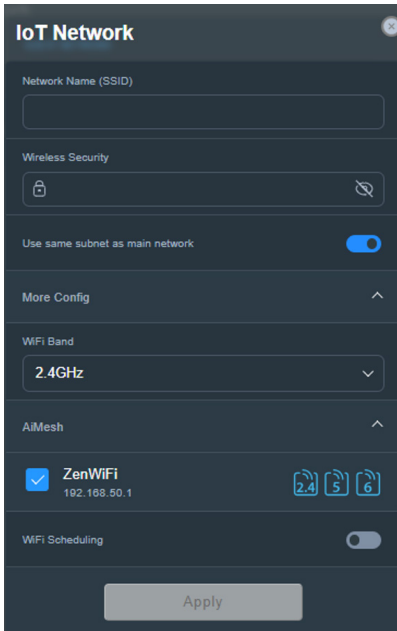 IoT Network
Network Name (SSID)
Wireless Security
Use same subnet as main network
More Config
WiFi Band
2.4GHz
AiMesh
ZenWiFi
192.168.50.1
2.4 5 6
WiFi Scheduling
Apply